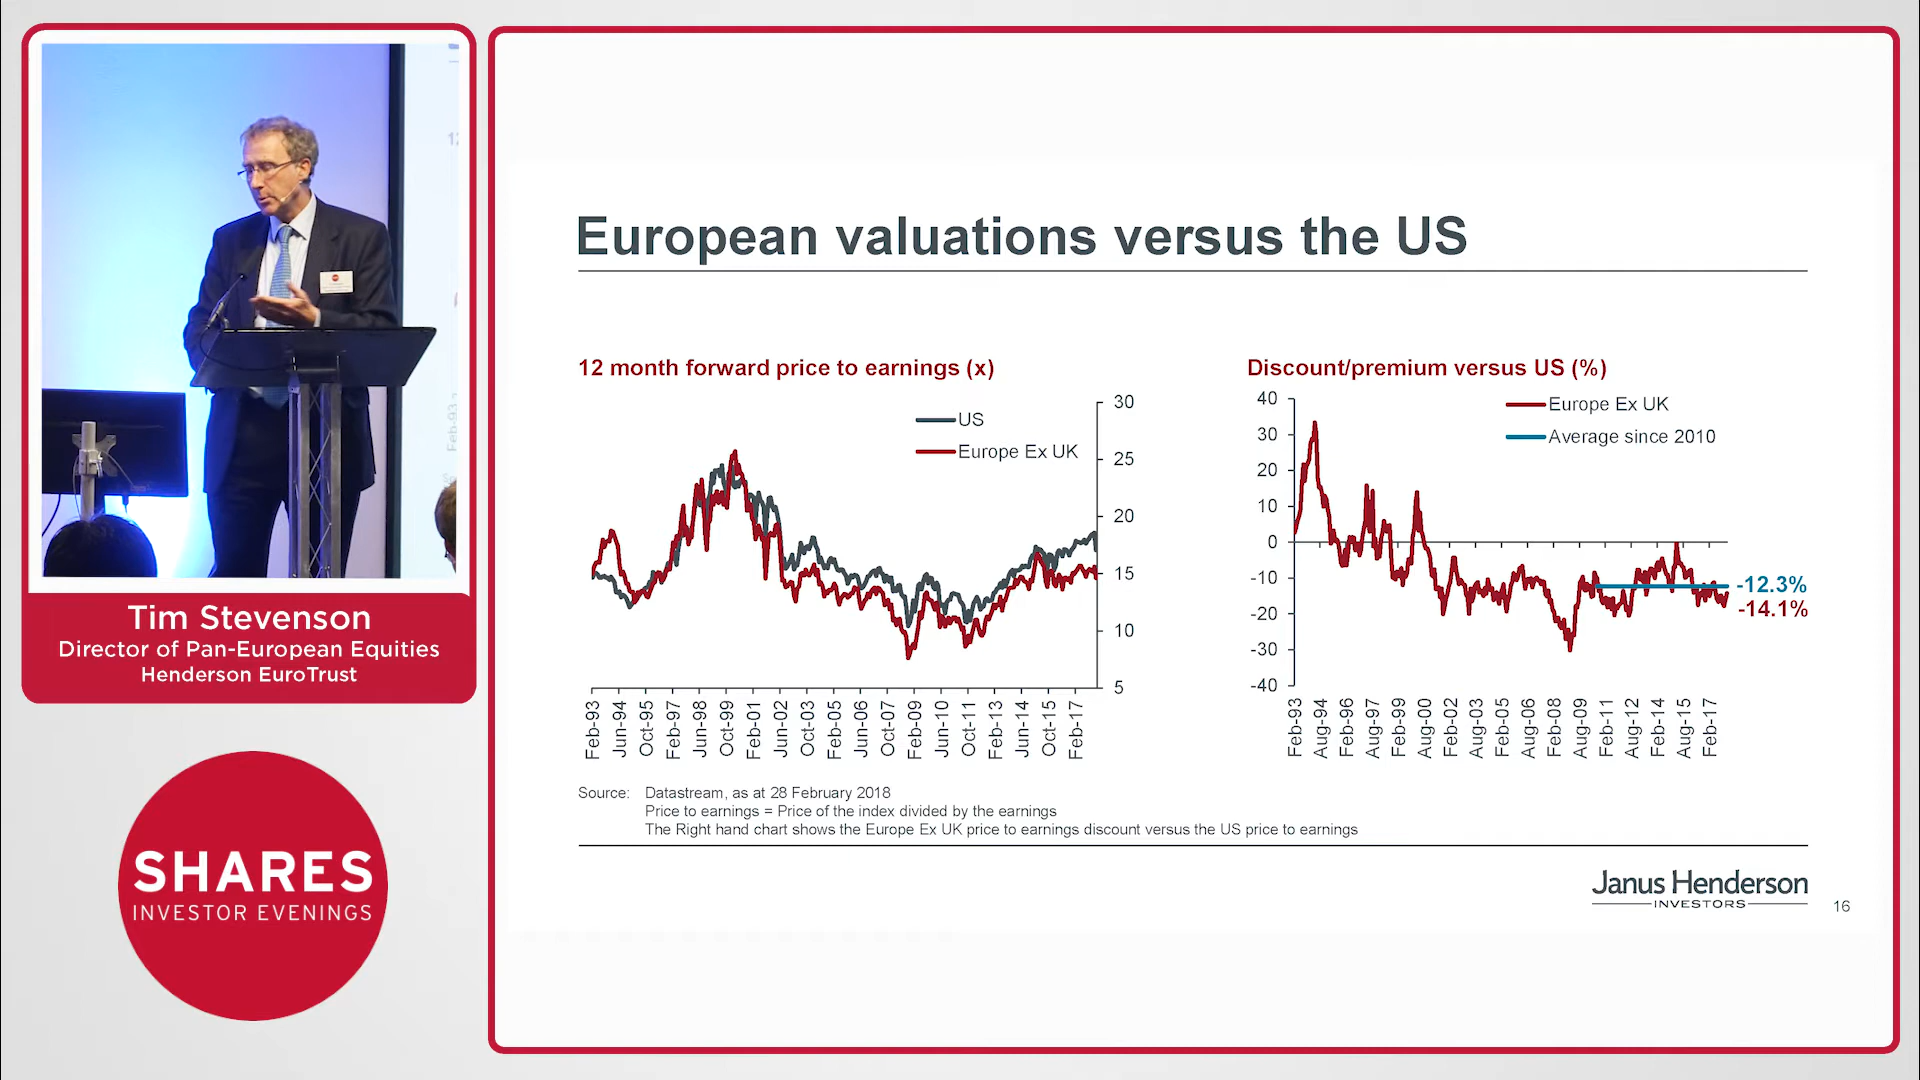 Tim Stevenson
Director of Pan-European Equities
Henderson EuroTrust
SHARES
INVESTOR EVENINGS
European valuations versus the US
12 month forward price to earnings (x)
US
Europe Ex UK
30
25
20
15
10
5
Feb-93
Jun-94
Oct-95
Feb-97
Jun-98
Oct-99
Feb-01
Jun-02
Oct-03
Feb-05
Jun-06
Oct-07
Feb-09
Jun-10
Oct-11
Feb-13
Jun-14
Oct-15
Feb-17
Discount/premium versus US (%)
Europe Ex UK
Average since 2010
40
30
20
10
0
-10
-20
-30
-40
-12.3%
-14.1%
Feb-93
Aug-94
Feb-96
Aug-97
Feb-99
Aug-00
Feb-02
Aug-03
Feb-05
Aug-06
Feb-08
Aug-09
Feb-11
Aug-12
Feb-14
Aug-15
Feb-17
Source: Datastream, as at 28 February 2018
Price to earnings = Price of the index divided by the earnings
The Right hand chart shows the Europe Ex UK price to earnings discount versus the US price to earnings
Janus Henderson
INVESTORS
16